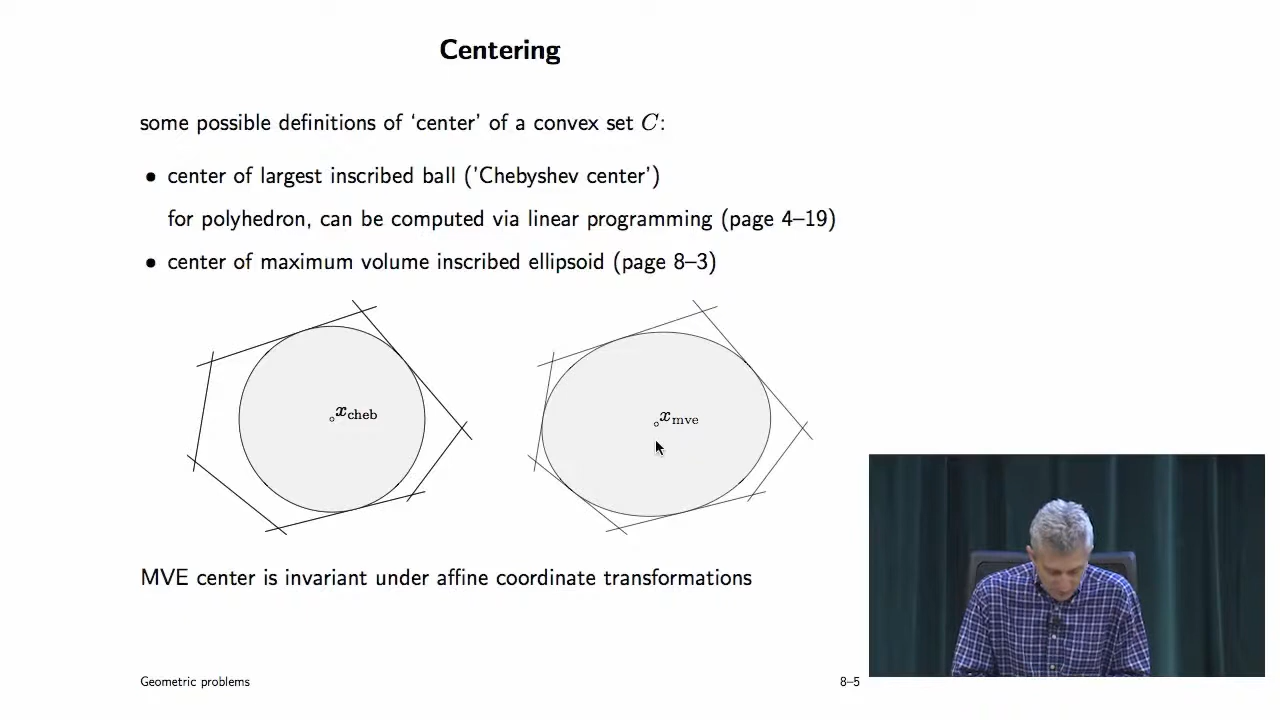 Centering
some possible definitions of ‘center’ of a convex set C:
• center of largest inscribed ball ('Chebyshev center')
for polyhedron, can be computed via linear programming (page 4–19)
• center of maximum volume inscribed ellipsoid (page 8–3)
xcheb
xmve
MVE center is invariant under affine coordinate transformations
Geometric problems
8–5